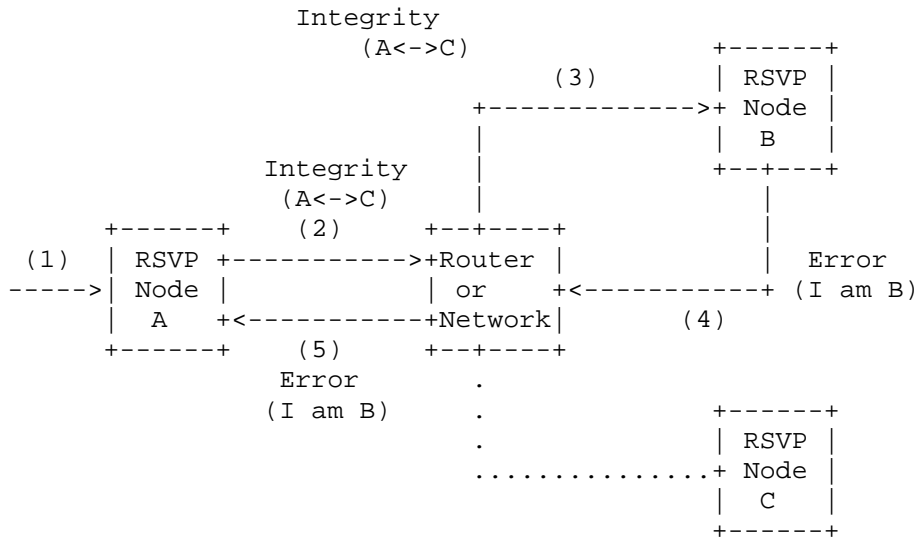 Integrity
                        (A<->C)                +------+
                                     (3)       | RSVP |
                               +------------->+ Node |
                               |               |  B   |
                  Integrity    |               +--+---+
                   (A<->C)     |                  |
       +------+      (2)    +--+----+             |
 (1)   | RSVP +------------>+Router |             |  Error
------>| Node |             |  or   +<------------+ (I am B)
       |  A   +<------------+Network|      (4)
       +------+      (5)    +--+----+
                    Error      .
                   (I am B)    .               +------+
                               .               | RSVP |
                               ...............+ Node |
                                               |  C   |
                                               +------+